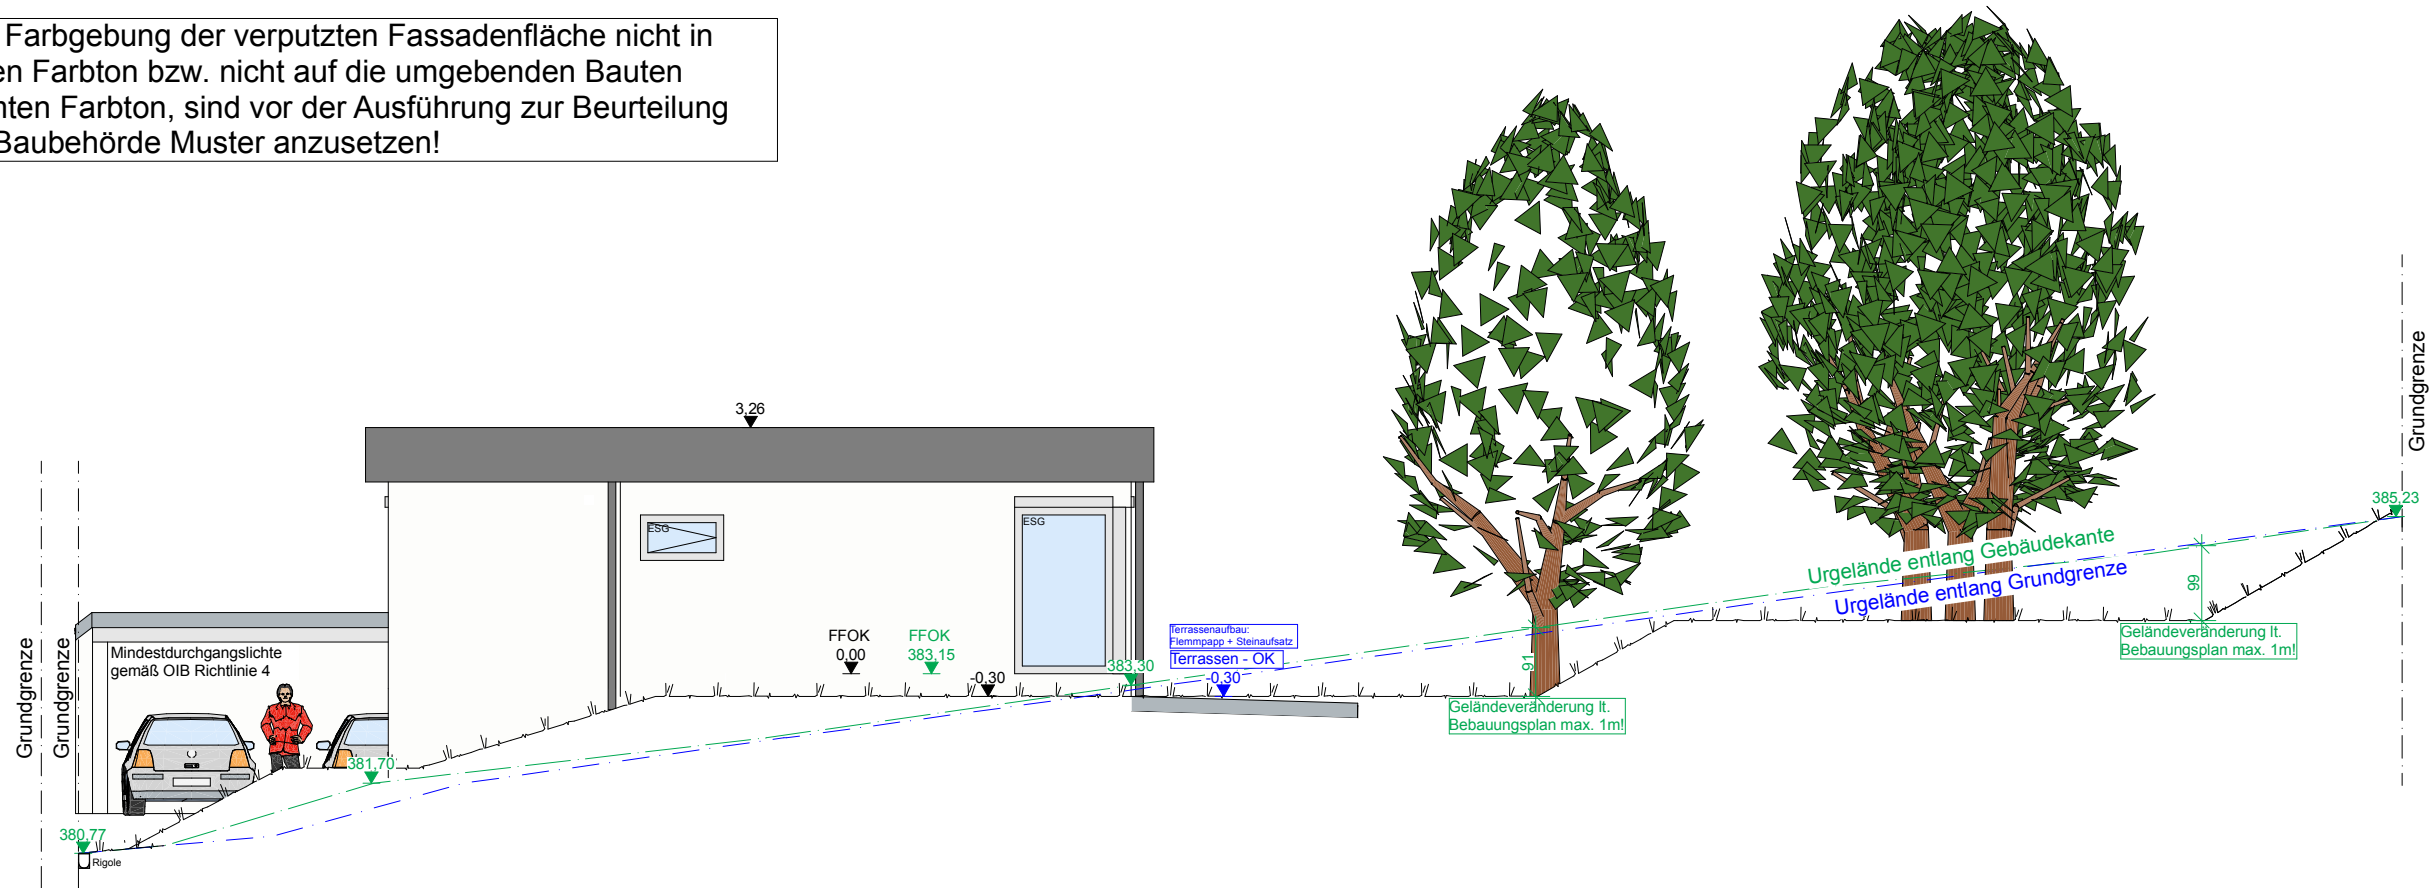 Farbgebung der verputzten Fassadenfläche nicht in
en Farbton bzw. nicht auf die umgebenden Bauten
nten Farbton, sind vor der Ausführung zur Beurteilung
Baubehörde Muster anzusetzen!
3,26
Grundgrenze
385,23
ESG
ESG
Urgelände entlang Gebäudekante
Urgelände entlang Grundgrenze
99
Grundgrenze
Grundgrenze
Mindestdurchgangslichte
gemäß OIB Richtlinie 4
FFOK
0,00
FFOK
383,15
-0,30
383,30
Terrassenaufbau:
Flemmpapp + Steinaufsatz
Terrassen - OK
-0,30
91
Geländeveränderung lt.
Bebauungsplan max. 1m!
Geländeveränderung lt.
Bebauungsplan max. 1m!
381,70
380,77
Rigole